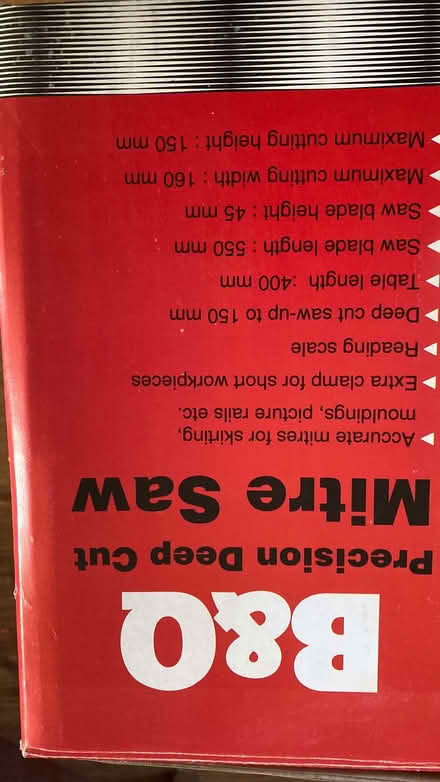 B&Q
Precision Deep Cut
Mitre Saw
Accurate mitres for skirting,
mouldings, picture rails etc.
Extra clamp for short workpieces
Reading scale
Deep cut saw-up to 150 mm
Table length :400 mm
Saw blade length : 550 mm
Saw blade height : 45 mm
Maximum cutting width : 160 mm
Maximum cutting height : 150 mm